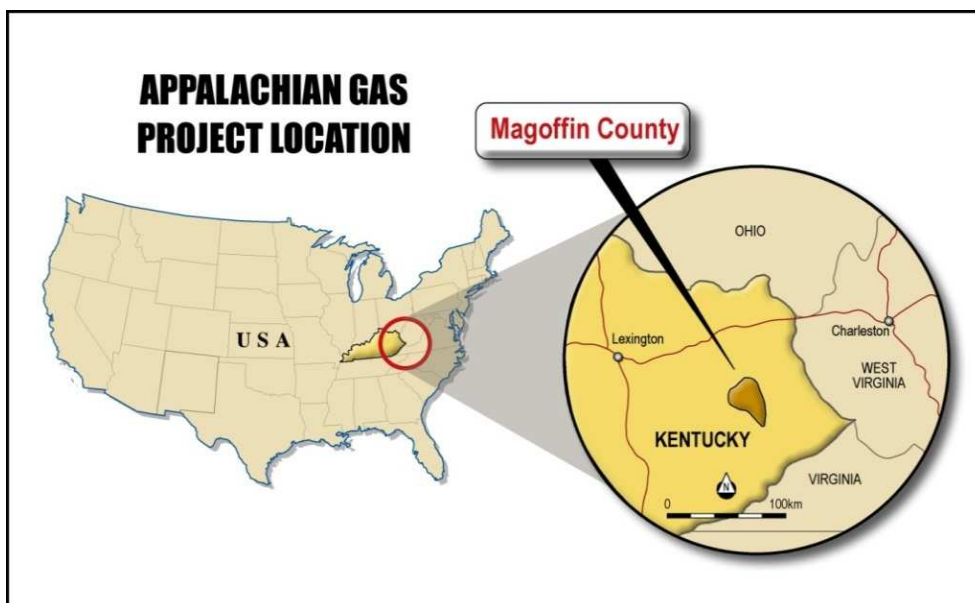 APPALACHIAN GAS
PROJECT LOCATION
Magoffin County
USA
OHIO
Lexington
Charleston
WEST
VIRGINIA
KENTUCKY
VIRGINIA
N
0 100km